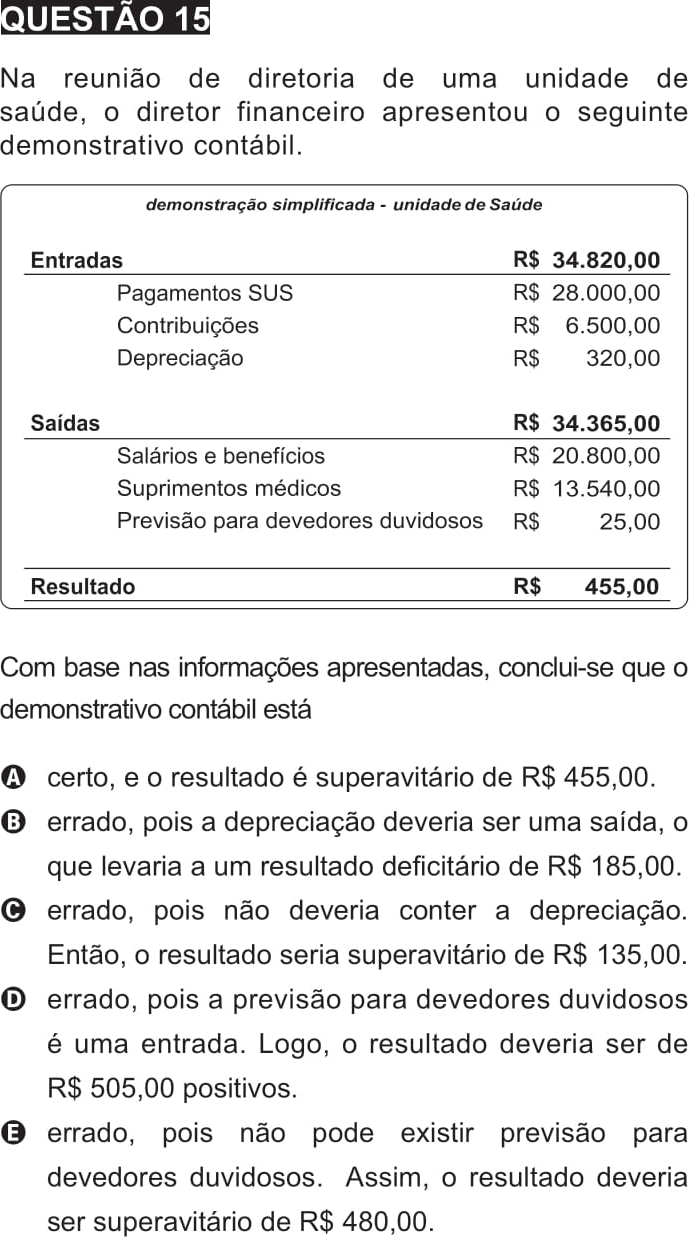 QUESTÃO 15
Na reunião de diretoria de uma unidade de
saúde, o diretor financeiro apresentou o seguinte
demonstrativo contábil.
demonstração simplificada - unidade de Saúde
Entradas R$ 34.820,00
Pagamentos SUS R$ 28.000,00
Contribuições R$ 6.500,00
Depreciação R$ 320,00
Saídas R$ 34.365,00
Salários e benefícios R$ 20.800,00
Suprimentos médicos R$ 13.540,00
Previsão para devedores duvidosos R$ 25,00
Resultado R$ 455,00
Com base nas informações apresentadas, conclui-se que o
demonstrativo contábil está
A certo, e o resultado é superavitário de R$ 455,00.
B errado, pois a depreciação deveria ser uma saída, o
que levaria a um resultado deficitário de R$ 185,00.
C errado, pois não deveria conter a depreciação.
Então, o resultado seria superavitário de R$ 135,00.
D errado, pois a previsão para devedores duvidosos
é uma entrada. Logo, o resultado deveria ser de
R$ 505,00 positivos.
E errado, pois não pode existir previsão para
devedores duvidosos. Assim, o resultado deveria
ser superavitário de R$ 480,00.